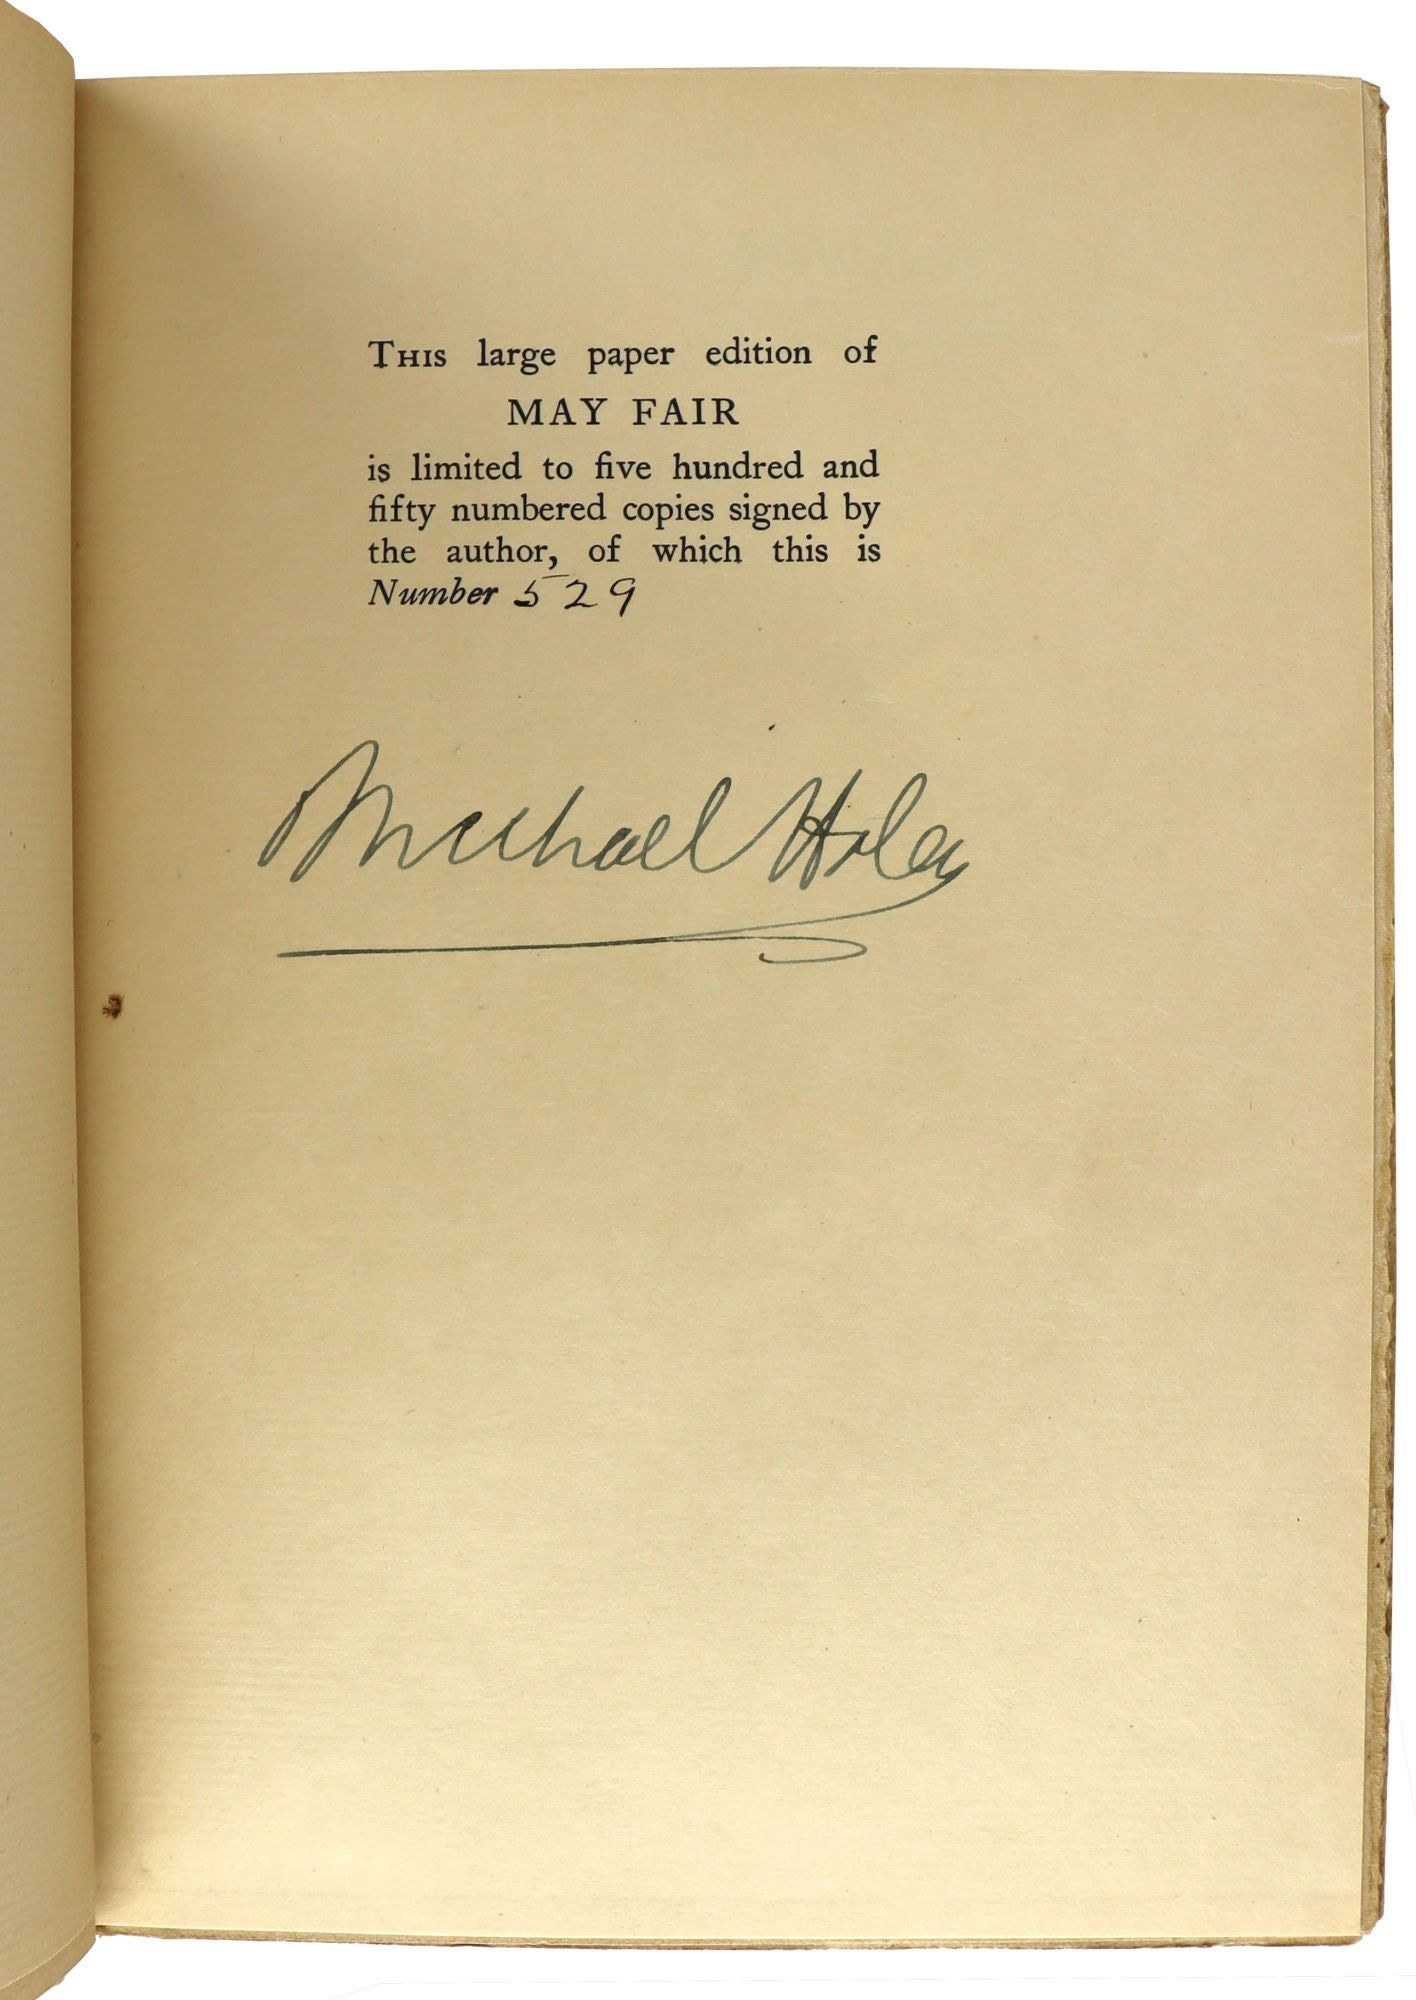 THIS large paper edition of
MAY FAIR
is limited to five hundred and
fifty numbered copies signed by
the author, of which this is
Number 529
Michael